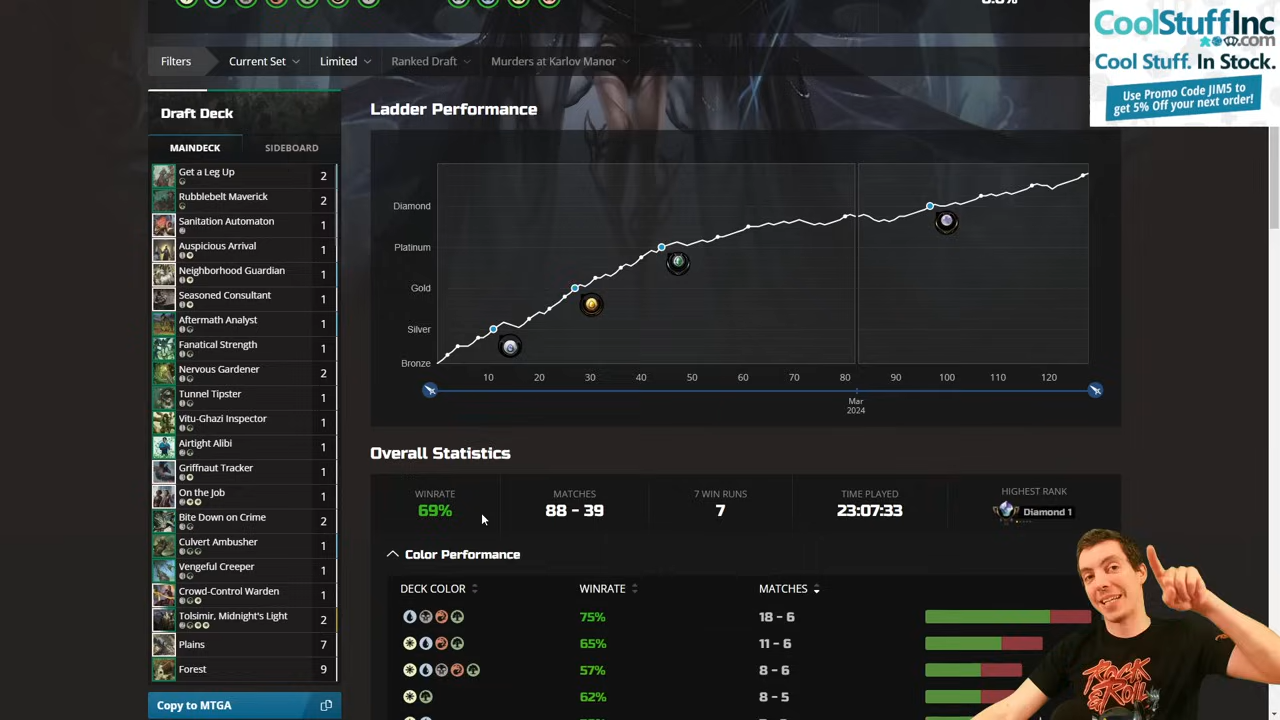 CoolStuffInc
.com
Cool Stuff. In Stock.
Use Promo Code JIM5 to
get 5% Off your next order!
Filters
Current Set
Limited
Ranked Draft
Murders at Karlov Manor
Draft Deck
MAINDECK
SIDEBOARD
Get a Leg Up 2
Rubblebelt Maverick 2
Sanitation Automaton 1
Auspicious Arrival 1
Neighborhood Guardian 1
Seasoned Consultant 1
Aftermath Analyst 1
Fanatical Strength 1
Nervous Gardener 2
Tunnel Tipster 1
Vitu-Ghazi Inspector 1
Airtight Alibi 1
Griffnaut Tracker 1
On the Job 1
Bite Down on Crime 2
Culvert Ambusher 1
Vengeful Creeper 1
Crowd-Control Warden 1
Tolsimir, Midnight's Light 2
Plains 7
Forest 9
Copy to MTGA
Ladder Performance
Diamond
Platinum
Gold
Silver
Bronze
10 20 30 40 50 60 70 80 90 100 110 120
Mar
2024
Overall Statistics
WINRATE
69%
MATCHES
88 - 39
7 WIN RUNS
7
TIME PLAYED
23:07:33
HIGHEST RANK
Diamond 1
Color Performance
DECK COLOR WINRATE MATCHES
75% 18 - 6
65% 11 - 6
57% 8 - 6
62% 8 - 5
ROCK
& ROLL